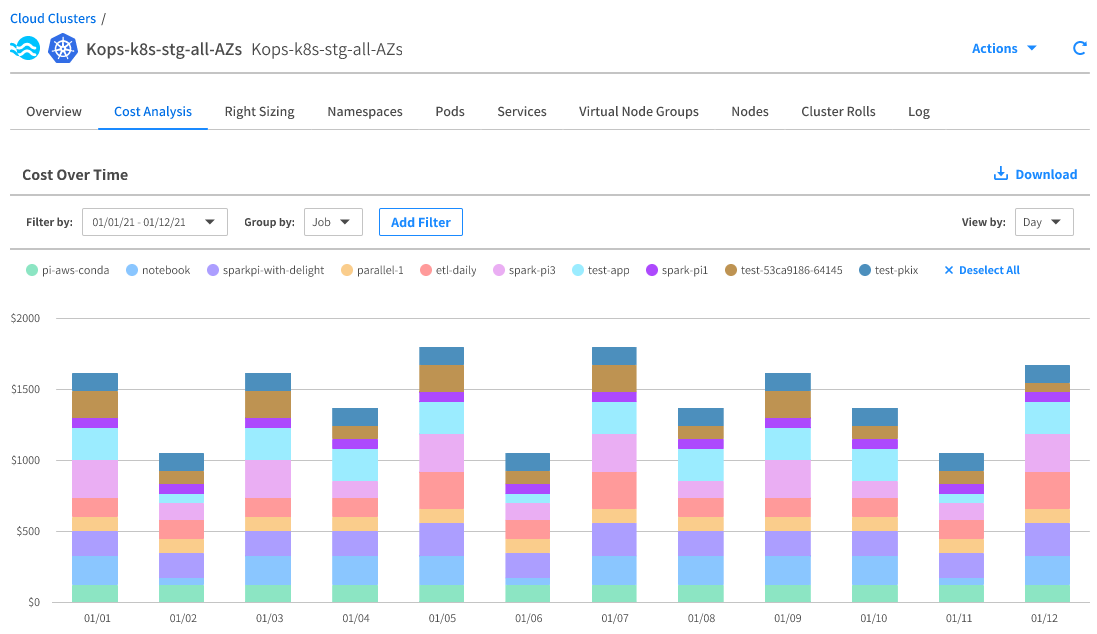 Cloud Clusters /
Kops-k8s-stg-all-AZs Kops-k8s-stg-all-AZs Actions
Overview Cost Analysis Right Sizing Namespaces Pods Services Virtual Node Groups Nodes Cluster Rolls Log
Cost Over Time Download
Filter by: 01/01/21 - 01/12/21 Group by: Job Add Filter View by: Day
pi-aws-conda notebook sparkpi-with-delight parallel-1 etl-daily spark-pi3 test-app spark-pi1 test-53ca9186-64145 test-pkix × Deselect All
$2000
$1500
$1000
$500
$0
01/01 01/02 01/03 01/04 01/05 01/06 01/07 01/08 01/09 01/10 01/11 01/12